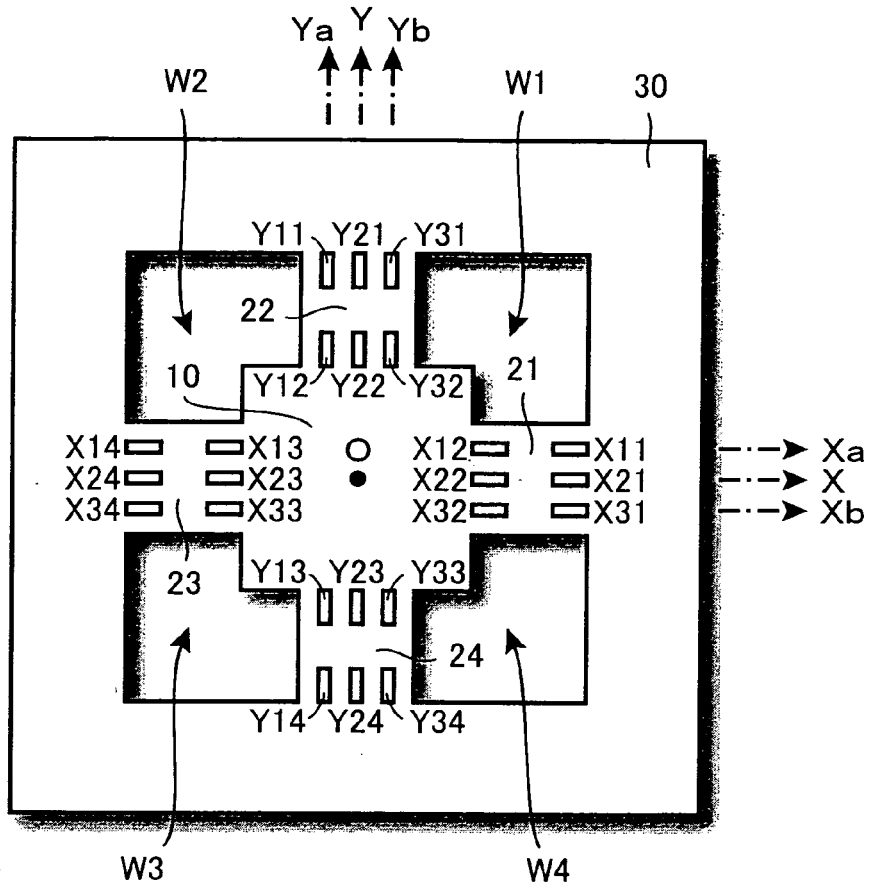 Ya Y Yb
W2 W1 30
Y11 Y21 Y31
22
10 Y12 Y22 Y32 21
X14 X13 X12 X11 Xa
X24 X23 X22 X21 X
X34 X33 X32 X31 Xb
23 Y13 Y23 Y33
24
Y14 Y24 Y34
W3 W4